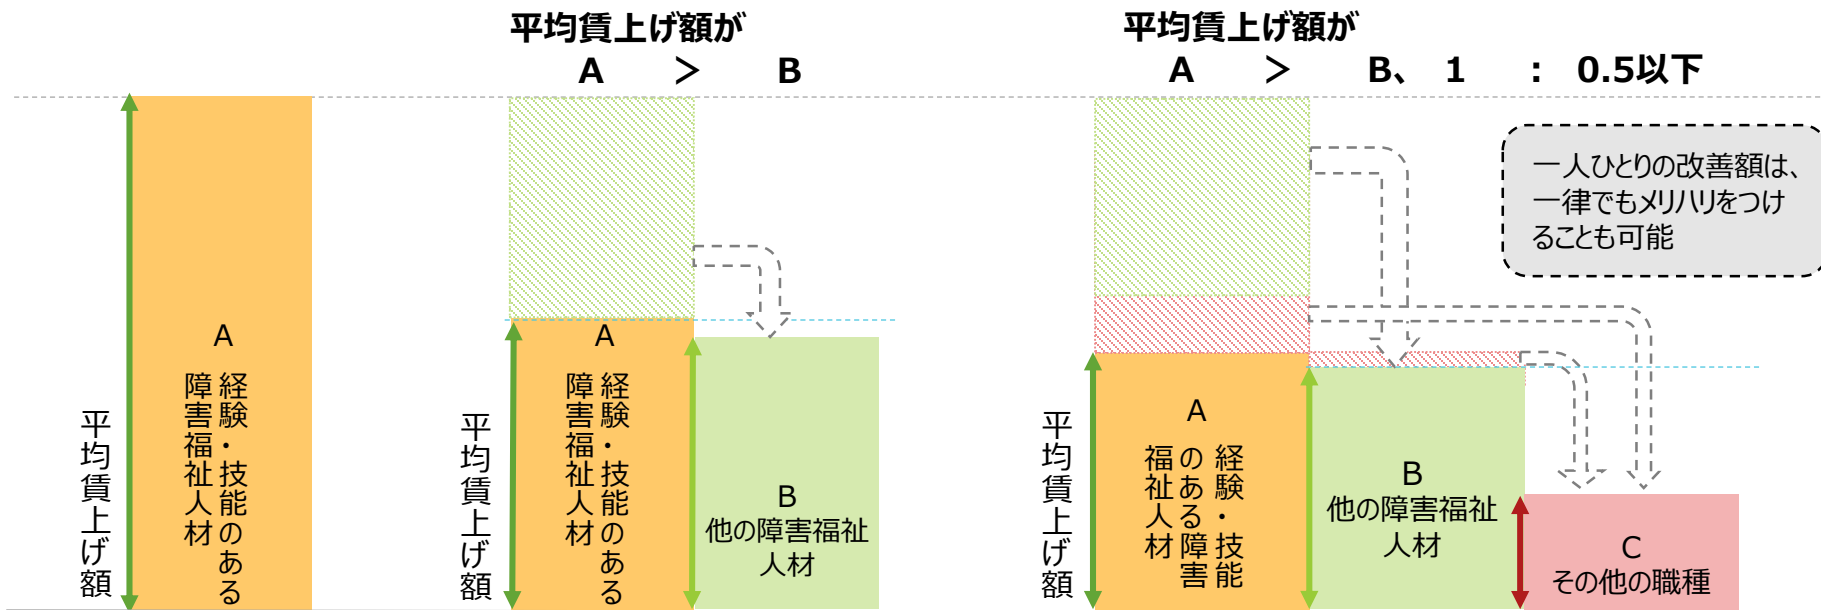 平均賃上げ額が
A > B
平均賃上げ額が
A > B、 1 : 0.5以下
一人ひとりの改善額は、
一律でもメリハリをつけ
ることも可能
平均賃上げ額
A
経験・技能のある
障害福祉人材
平均賃上げ額
A
経験・技能のある
障害福祉人材
B
他の障害福祉
人材
平均賃上げ額
A
経験・技能
のある障害
福祉人材
B
他の障害福祉
人材
C
その他の職種